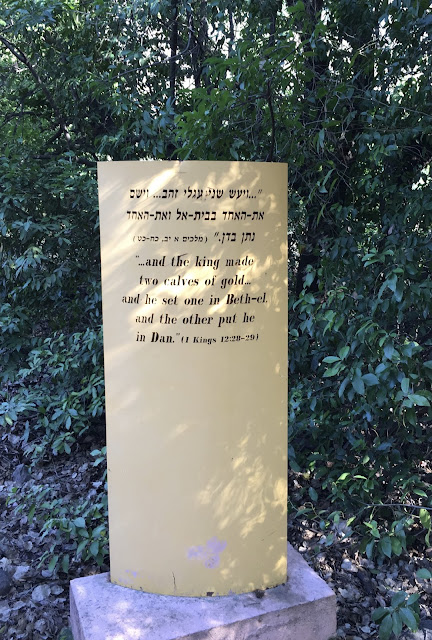 "...ויעש שני עגלי זהב... וישם
את-האחד בבית-אל ואת-האחד
נתן בדן." (מלכים א יב, כח-כט)
"...and the king made
two calves of gold...
and he set one in Beth-el,
and the other put he
in Dan." (I Kings 12:28-29)